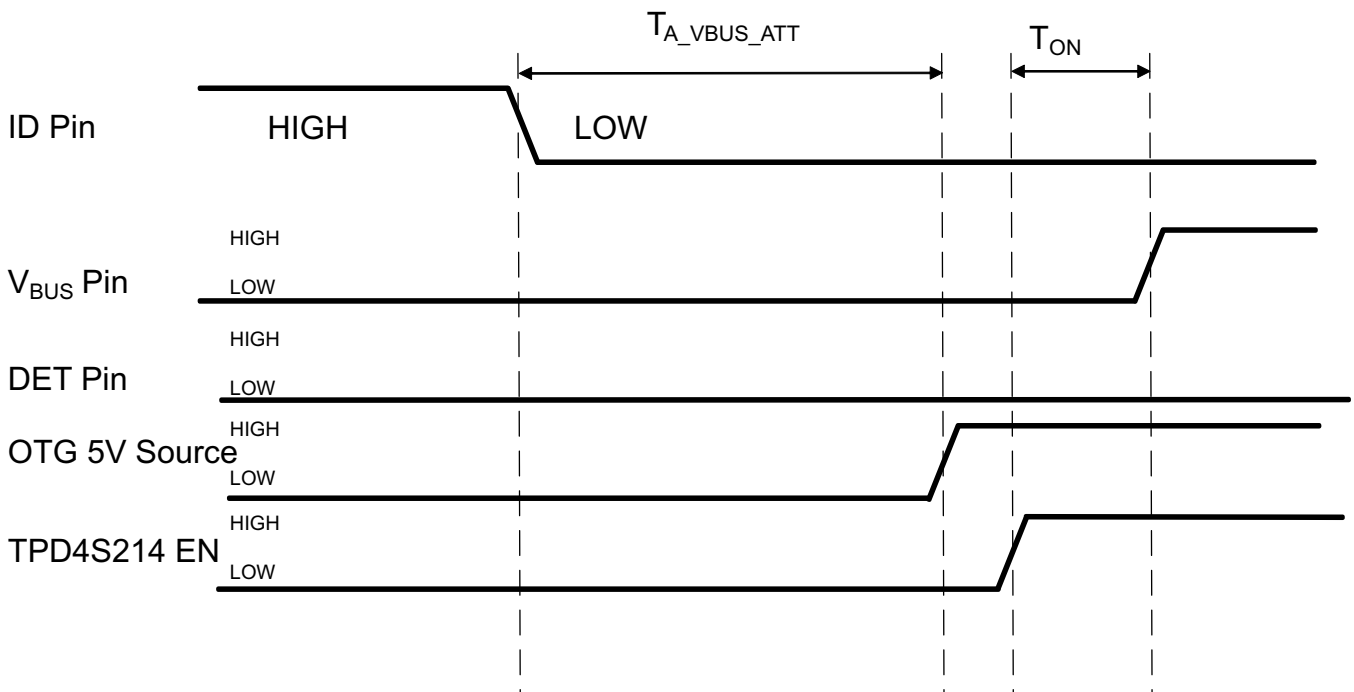 T_A_VBUS_ATT
T_ON
ID Pin HIGH LOW
HIGH
V_BUS Pin LOW
HIGH
DET Pin LOW
HIGH
OTG 5V Source
LOW
HIGH
TPD4S214 EN
LOW